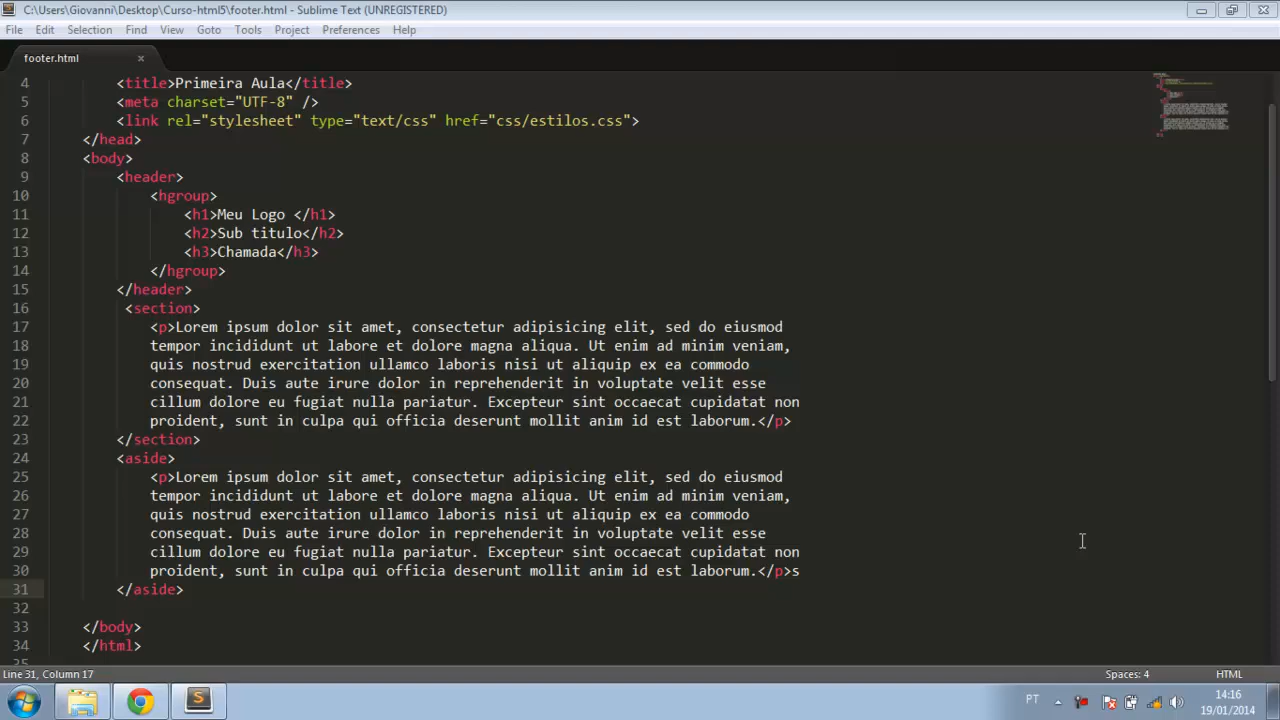 C:\Users\Giovanni\Desktop\Curso-html5\footer.html - Sublime Text (UNREGISTERED)
File Edit Selection Find View Goto Tools Project Preferences Help
footer.html ×
4 <title>Primeira Aula</title>
5 <meta charset="UTF-8" />
6 <link rel="stylesheet" type="text/css" href="css/estilos.css">
7 </head>
8 <body>
9 <header>
10 <hgroup>
11 <h1>Meu Logo </h1>
12 <h2>Sub titulo</h2>
13 <h3>Chamada</h3>
14 </hgroup>
15 </header>
16 <section>
17 <p>Lorem ipsum dolor sit amet, consectetur adipisicing elit, sed do eiusmod
18 tempor incididunt ut labore et dolore magna aliqua. Ut enim ad minim veniam,
19 quis nostrud exercitation ullamco laboris nisi ut aliquip ex ea commodo
20 consequat. Duis aute irure dolor in reprehenderit in voluptate velit esse
21 cillum dolore eu fugiat nulla pariatur. Excepteur sint occaecat cupidatat non
22 proident, sunt in culpa qui officia deserunt mollit anim id est laborum.</p>
23 </section>
24 <aside>
25 <p>Lorem ipsum dolor sit amet, consectetur adipisicing elit, sed do eiusmod
26 tempor incididunt ut labore et dolore magna aliqua. Ut enim ad minim veniam,
27 quis nostrud exercitation ullamco laboris nisi ut aliquip ex ea commodo
28 consequat. Duis aute irure dolor in reprehenderit in voluptate velit esse
29 cillum dolore eu fugiat nulla pariatur. Excepteur sint occaecat cupidatat non
30 proident, sunt in culpa qui officia deserunt mollit anim id est laborum.</p>s
31 </aside>
32
33 </body>
34 </html>
35
Line 31, Column 17 Spaces: 4 HTML
PT 14:16
19/01/2014